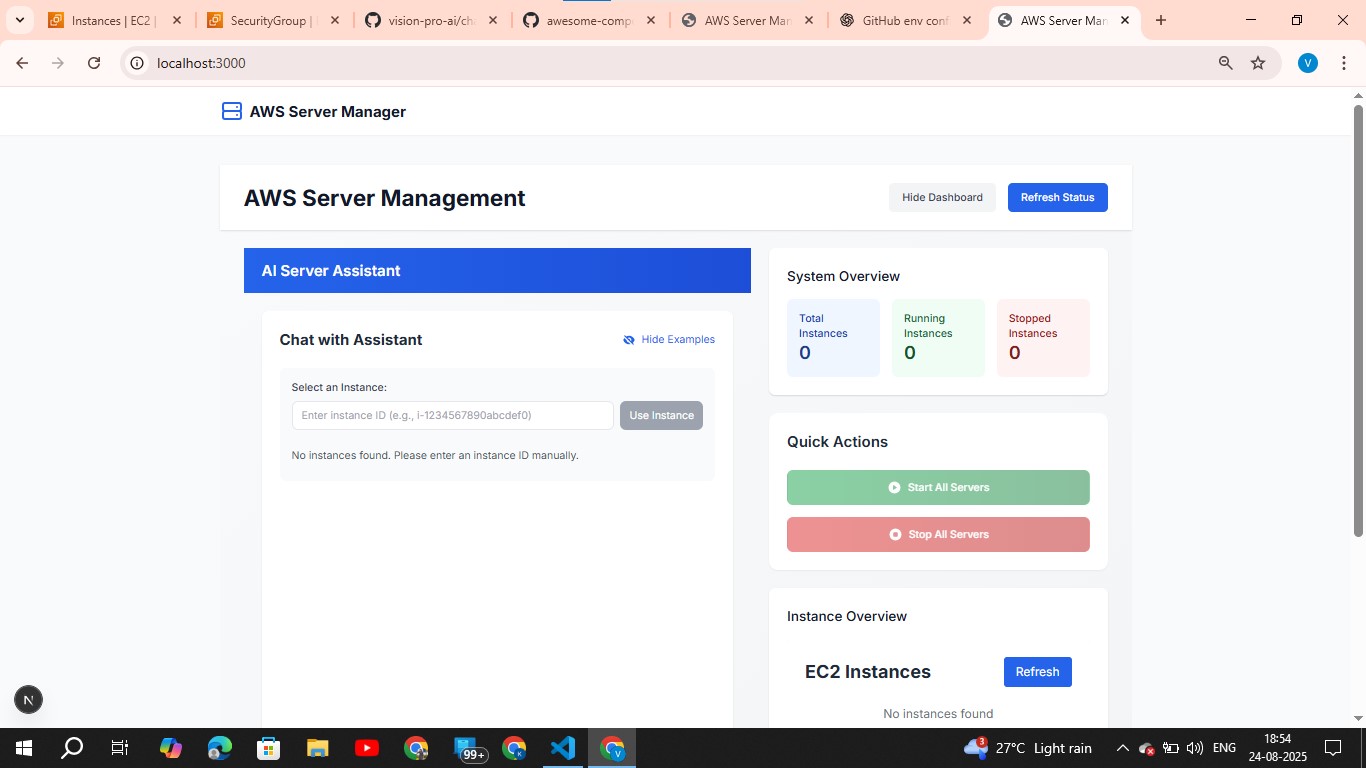 Instances | EC2 |
SecurityGroup |
vision-pro-ai/cha
awesome-comp
AWS Server Man
GitHub env conf
AWS Server Man
localhost:3000
V
AWS Server Manager
AWS Server Management
Hide Dashboard
Refresh Status
AI Server Assistant
Chat with Assistant
Hide Examples
Select an Instance:
Enter instance ID (e.g., i-1234567890abcdef0)
Use Instance
No instances found. Please enter an instance ID manually.
System Overview
Total
Instances
0
Running
Instances
0
Stopped
Instances
0
Quick Actions
Start All Servers
Stop All Servers
Instance Overview
EC2 Instances
Refresh
No instances found
N
99+
K
V
3
27°C Light rain
ENG
18:54
24-08-2025